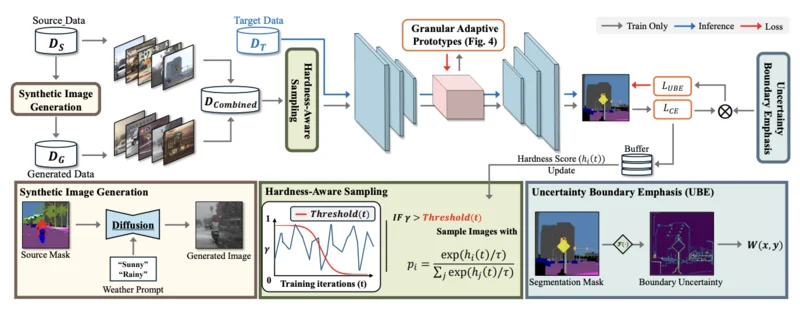 Source_Data
D_S
Synthetic Image
Generation
D_G
Generated Data
D_Combined
Target Data
D_T
Hardness-Aware
Sampling
Granular Adaptive
Prototypes (Fig. 4)
Train Only
Inference
Loss
L_UBE
L_CE
Uncertainty
Boundary Emphasis
Buffer
Hardness Score (h_i(t))
Update
Synthetic Image Generation
Source Mask
Diffusion
Generated Image
"Sunny"
"Rainy"
Weather Prompt
Hardness-Aware Sampling
1
γ
0
Threshold(t)
Training iterations (t)
IF γ > Threshold(t)
Sample Images with
p_i = exp(h_i(t)/τ) / ∑_j exp(h_j(t)/τ)
Uncertainty Boundary Emphasis (UBE)
Segmentation Mask
Boundary Uncertainty
W(x, y)